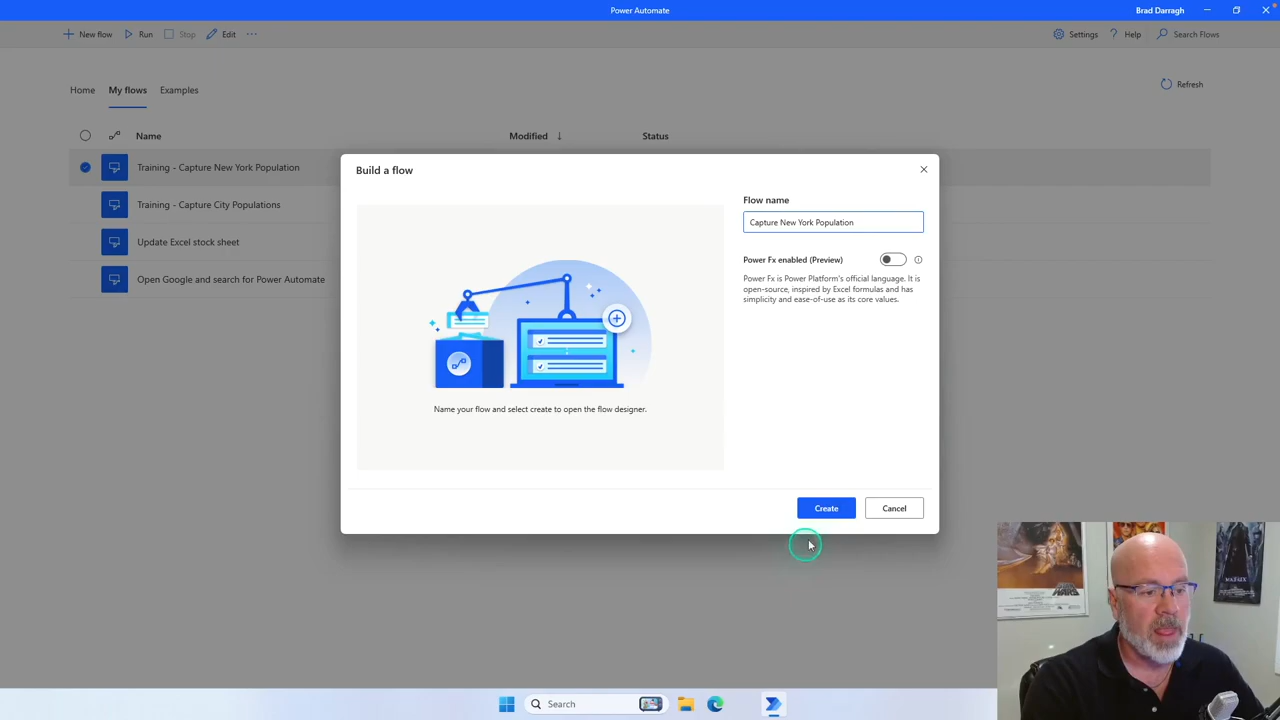 Power Automate
Brad Darragh
New flow
Run
Stop
Edit
Settings
Help
Search Flows
Home
My flows
Examples
Refresh
Name
Modified
Status
Training - Capture New York Population
Training - Capture City Populations
Update Excel stock sheet
Open Google and search for Power Automate
Build a flow
Name your flow and select create to open the flow designer.
Flow name
Capture New York Population
Power Fx enabled (Preview)
Power Fx is Power Platform's official language. It is
open-source, inspired by Excel formulas and has
simplicity and ease-of-use as its core values.
Create
Cancel
Search